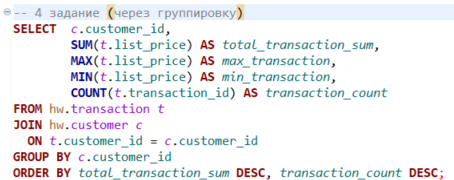 -- 4 задание (через группировку)
SELECT  c.customer_id,
        SUM(t.list_price) AS total_transaction_sum,
        MAX(t.list_price) AS max_transaction,
        MIN(t.list_price) AS min_transaction,
        COUNT(t.transaction_id) AS transaction_count
FROM hw.transaction t
JOIN hw.customer c
  ON t.customer_id = c.customer_id
GROUP BY c.customer_id
ORDER BY total_transaction_sum DESC, transaction_count DESC;